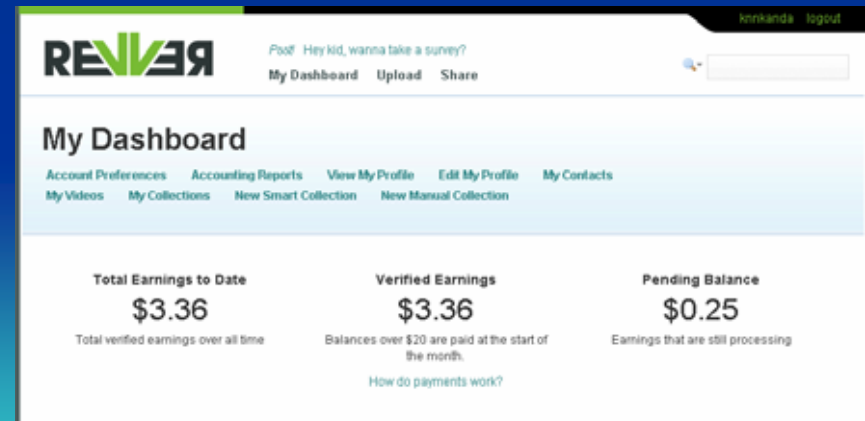 knrikanda logout
REVVER
Psst! Hey kid, wanna take a survey?
My Dashboard Upload Share
My Dashboard
Account Preferences Accounting Reports View My Profile Edit My Profile My Contacts
My Videos My Collections New Smart Collection New Manual Collection
Total Earnings to Date
$3.36
Total verified earnings over all time
Verified Earnings
$3.36
Balances over $20 are paid at the start of
the month.
How do payments work?
Pending Balance
$0.25
Earnings that are still processing